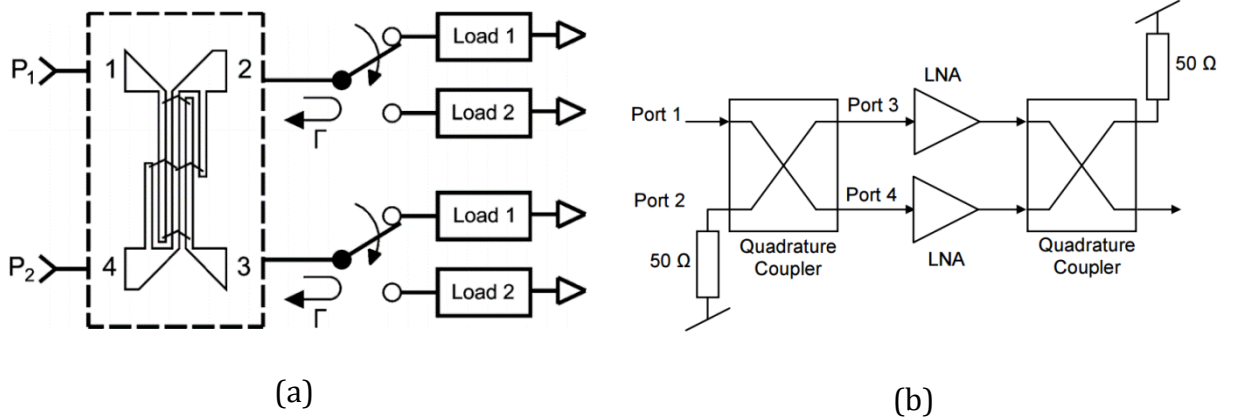 P1
1
2
4
3
P2
Load 1
Load 2
Γ
Load 1
Load 2
Γ
(a)
Port 1
Port 2
50 Ω
Quadrature
Coupler
Port 3
Port 4
LNA
LNA
Quadrature
Coupler
50 Ω
(b)